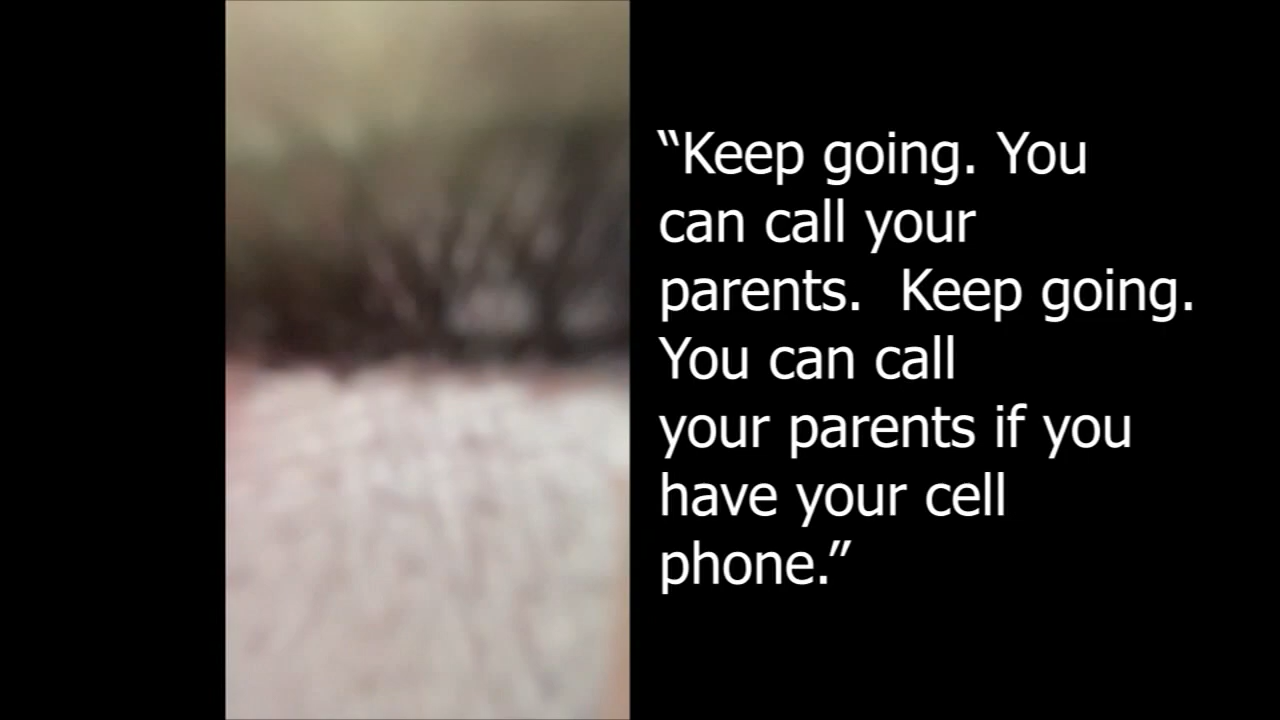 “Keep going. You
can call your
parents.  Keep going.
You can call
your parents if you
have your cell
phone.”